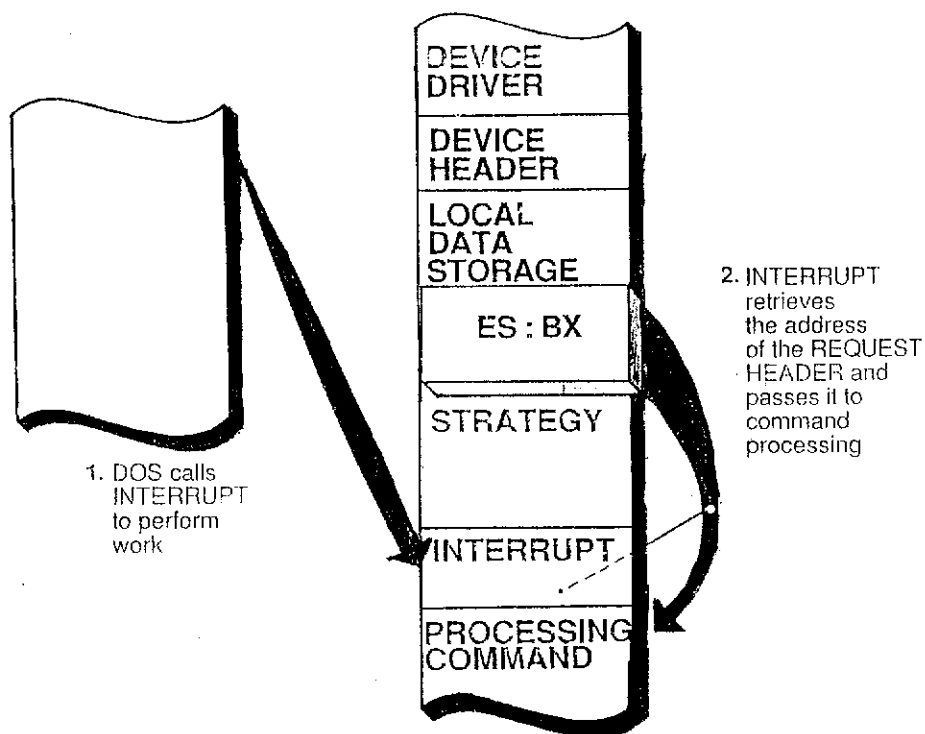 DEVICE
DRIVER
DEVICE
HEADER
LOCAL
DATA
STORAGE
ES : BX
STRATEGY
INTERRUPT
PROCESSING
COMMAND
1. DOS calls
INTERRUPT
to perform
work
2. INTERRUPT
retrieves
the address
of the REQUEST
HEADER and
passes it to
command
processing